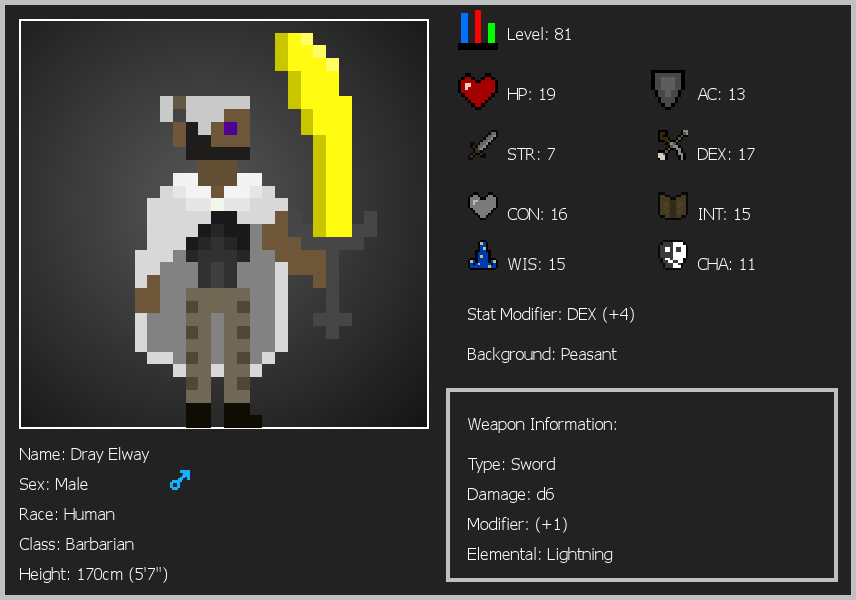 Level: 81
HP: 19
AC: 13
STR: 7
DEX: 17
CON: 16
INT: 15
WIS: 15
CHA: 11
Stat Modifier: DEX (+4)
Background: Peasant
Weapon Information:
Type: Sword
Damage: d6
Modifier: (+1)
Elemental: Lightning
Name: Dray Elway
Sex: Male
Race: Human
Class: Barbarian
Height: 170cm (5'7")